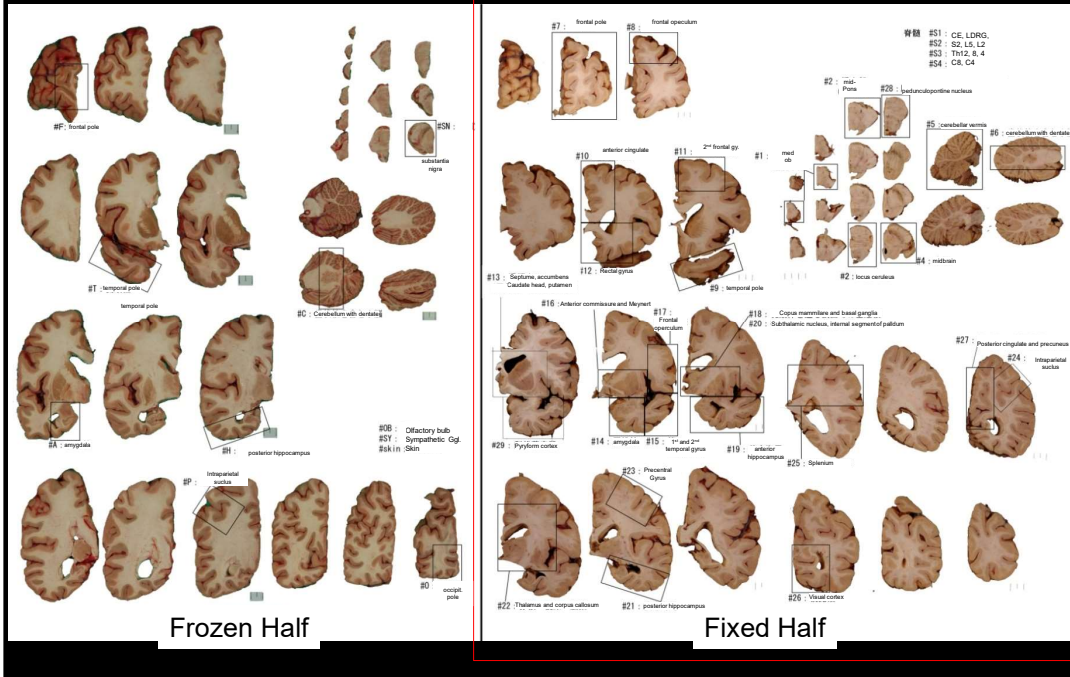 #F: frontal pole
#SN :
substantia
nigra
#T : temporal pole
temporal pole
#C : Cerebellum with dentates
#A : amygdala
#H : posterior hippocampus
#OB : Olfactory bulb
#SY : Sympathetic Ggl.
#skin : Skin
#P :
Intraparietal
suclus
#O
occipit.
pole
Frozen Half
#7 : frontal pole
#8 : frontal opeculum
脊髄 #S1 : CE, LDRG,
#S2 : S2, L5, L2
#S3 : Th12, 8, 4
#S4 : C8, C4
#2 :
mid-
Pons
#28 :
pedunculopontine nucleus
#5 : cerebellar vermis
#6 : cerebellum with dentate
#1 :
med
ob
#10
anterior cingulate
#11 :
2nd frontal gy.
#13 : Septume, accumbens
Caudate head, putamen
#12 : Rectal gyrus
#9 : temporal pole
#2 : locus ceruleus
#4 : midbrain
#16 : Anterior commissure and Meynert
#17 :
Frontal
operculum
#18 : Copus mammilare and basal ganglia
#20 : Subthalamic nucleus, internal segment of pallidum
#27 :
Posterior cingulate and precuneus
#24 :
Intraparietal
suclus
#29 : Pyryform cortex
#14 : amygdala
#15 : 1st and 2nd
temporal gyrus
#19 : anterior
hippocampus
#25 : Splenium
#23 : Precentral
Gyrus
#22 : Thalamus and corpus callosum
#21 : posterior hippocampus
#26 : Visual cortex
Fixed Half